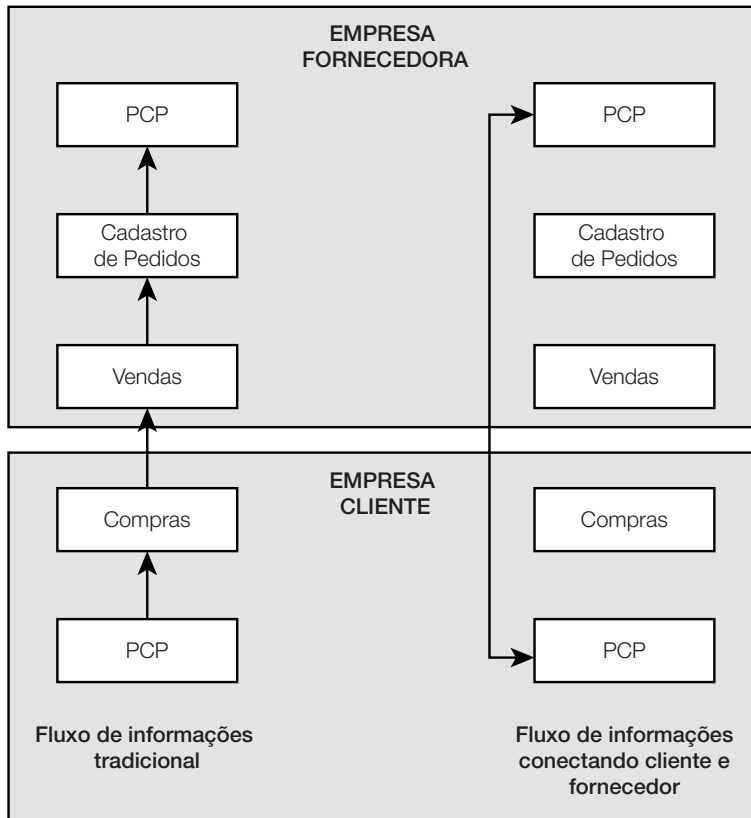 EMPRESA
FORNECEDORA
PCP
PCP
Cadastro
de Pedidos
Cadastro
de Pedidos
Vendas
Vendas
EMPRESA
CLIENTE
Compras
Compras
PCP
PCP
Fluxo de informações
tradicional
Fluxo de informações
conectando cliente e
fornecedor